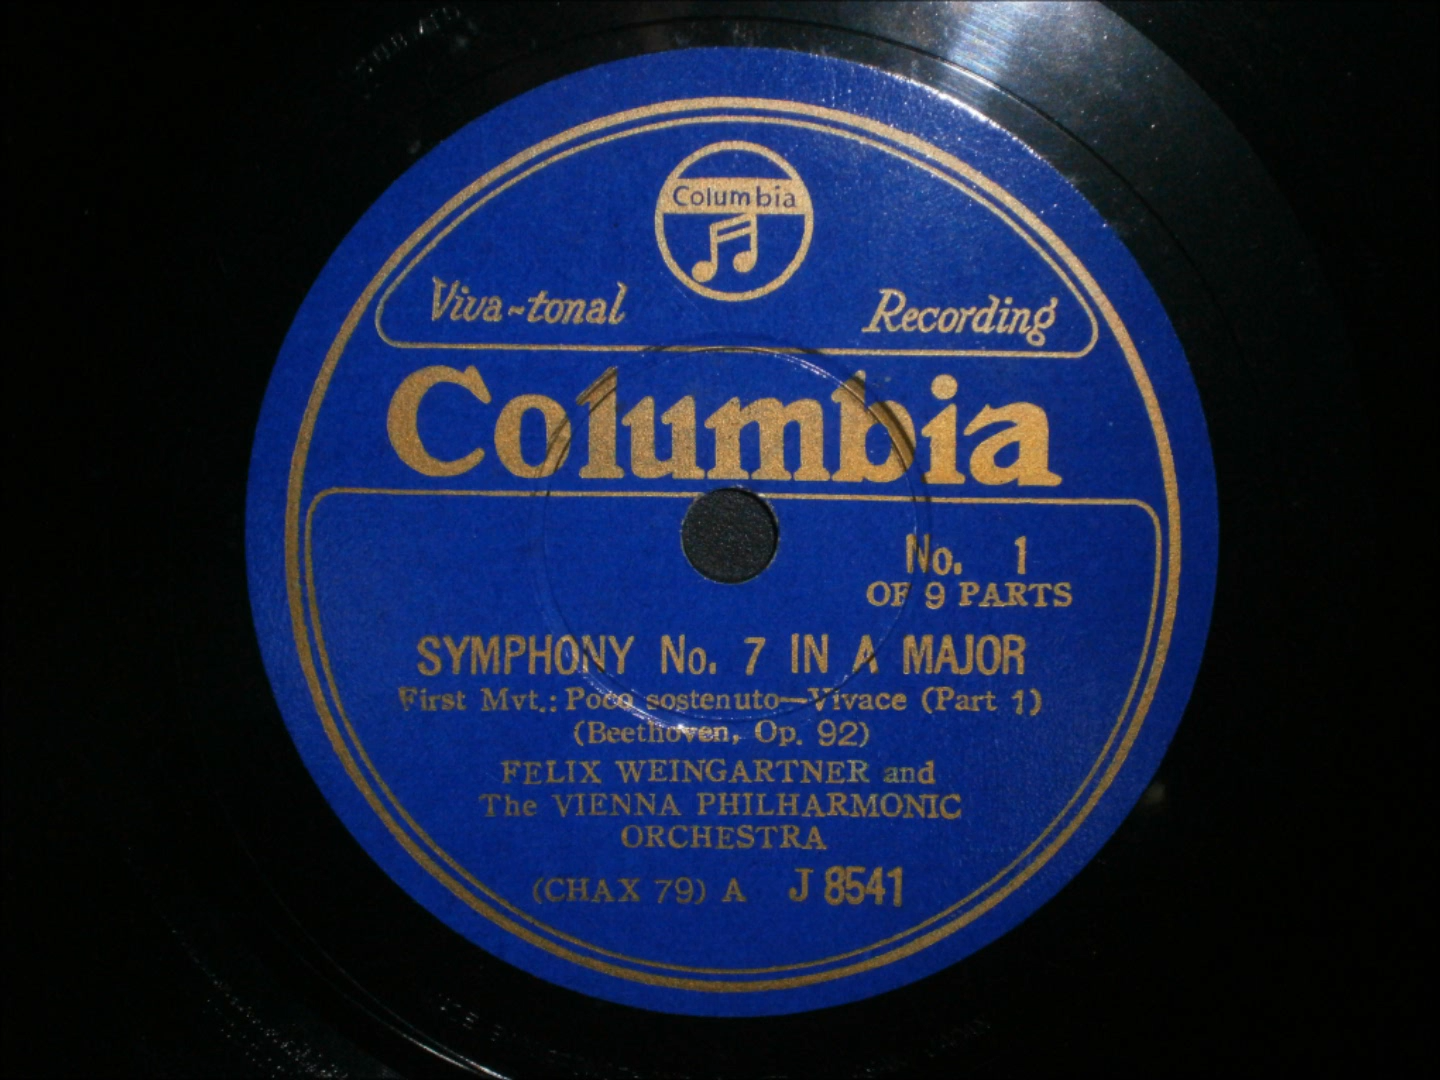 Columbia
Viva-tonal Recording
Columbia
No. 1
OF 9 PARTS
SYMPHONY No. 7 IN A MAJOR
First Mvt.: Poco sostenuto—Vivace (Part 1)
(Beethoven, Op. 92)
FELIX WEINGARTNER and
The VIENNA PHILHARMONIC
ORCHESTRA
(CHAX 79) A J 8541